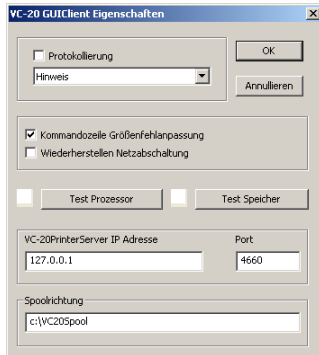 VC-20 GUIClient Eigenschaften
Protokollierung
Hinweis
OK
Annullieren
Kommandozeile Größenfehlanpassung
Wiederherstellen Netzabschaltung
Test Prozessor
Test Speicher
VC-20PrinterServer IP Adresse
Port
127.0.0.1
4660
Spoolrichtung
c:\VC20Spool